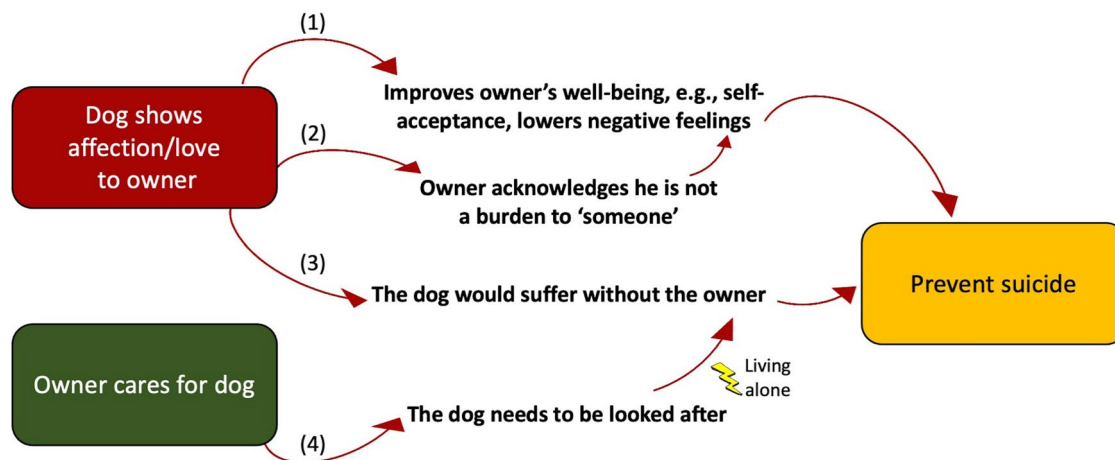 (1)
Dog shows
affection/love
to owner
Improves owner’s well-being, e.g., self-
acceptance, lowers negative feelings
(2)
Owner acknowledges he is not
a burden to ‘someone’
(3)
The dog would suffer without the owner
Prevent suicide
Owner cares for dog
Living
alone
The dog needs to be looked after
(4)